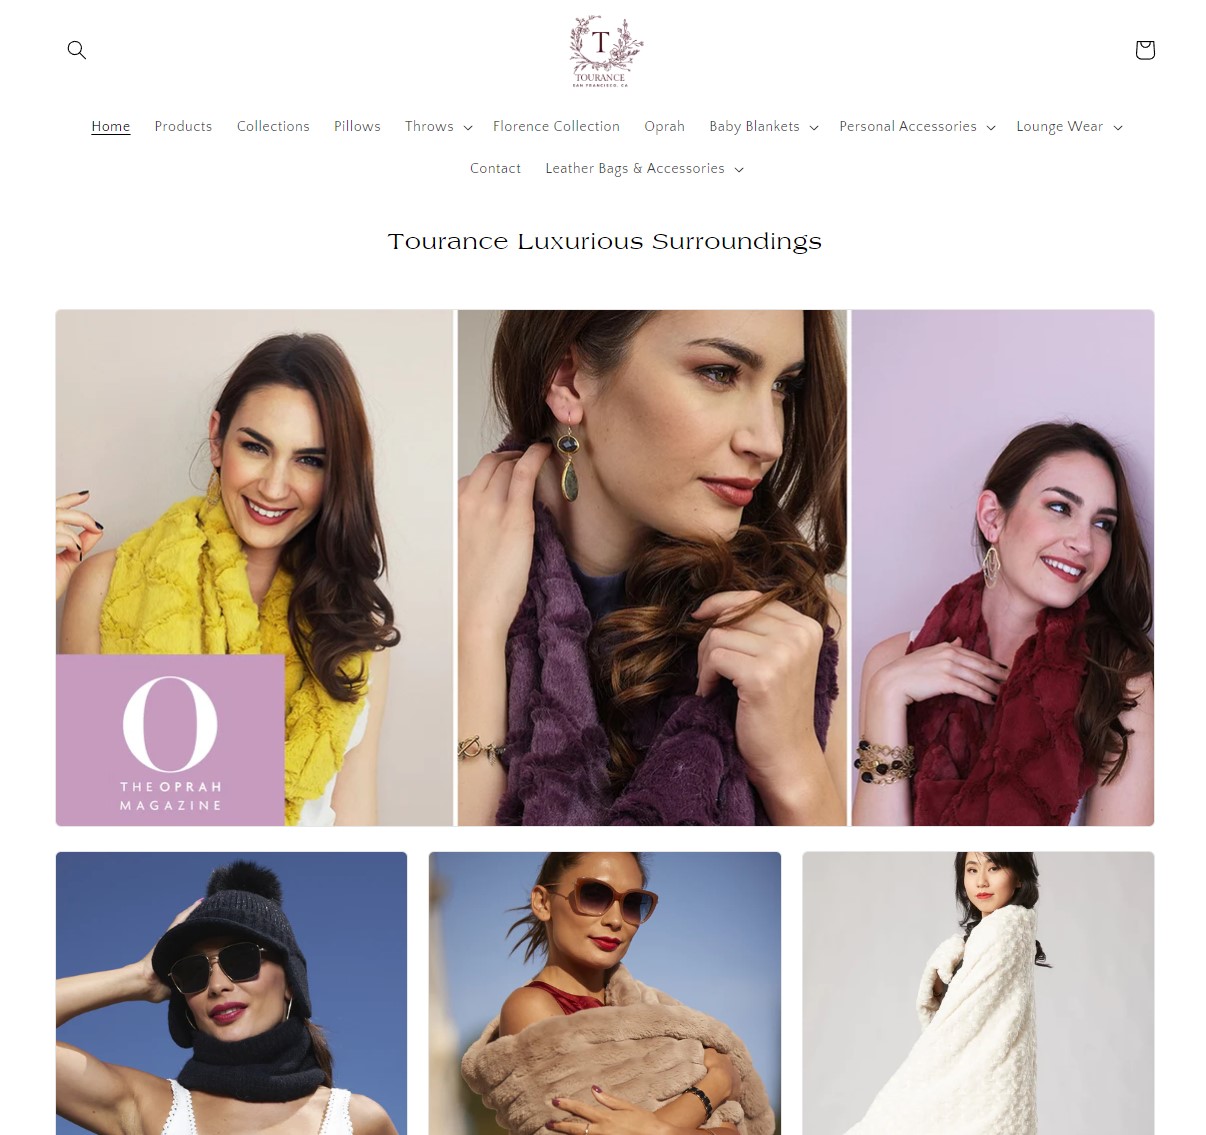 T
TOURANCE
SAN FRANCISCO, CA
Home Products Collections Pillows Throws Florence Collection Oprah Baby Blankets Personal Accessories Lounge Wear
Contact Leather Bags & Accessories
Tourance Luxurious Surroundings
O
THE OPRAH
MAGAZINE